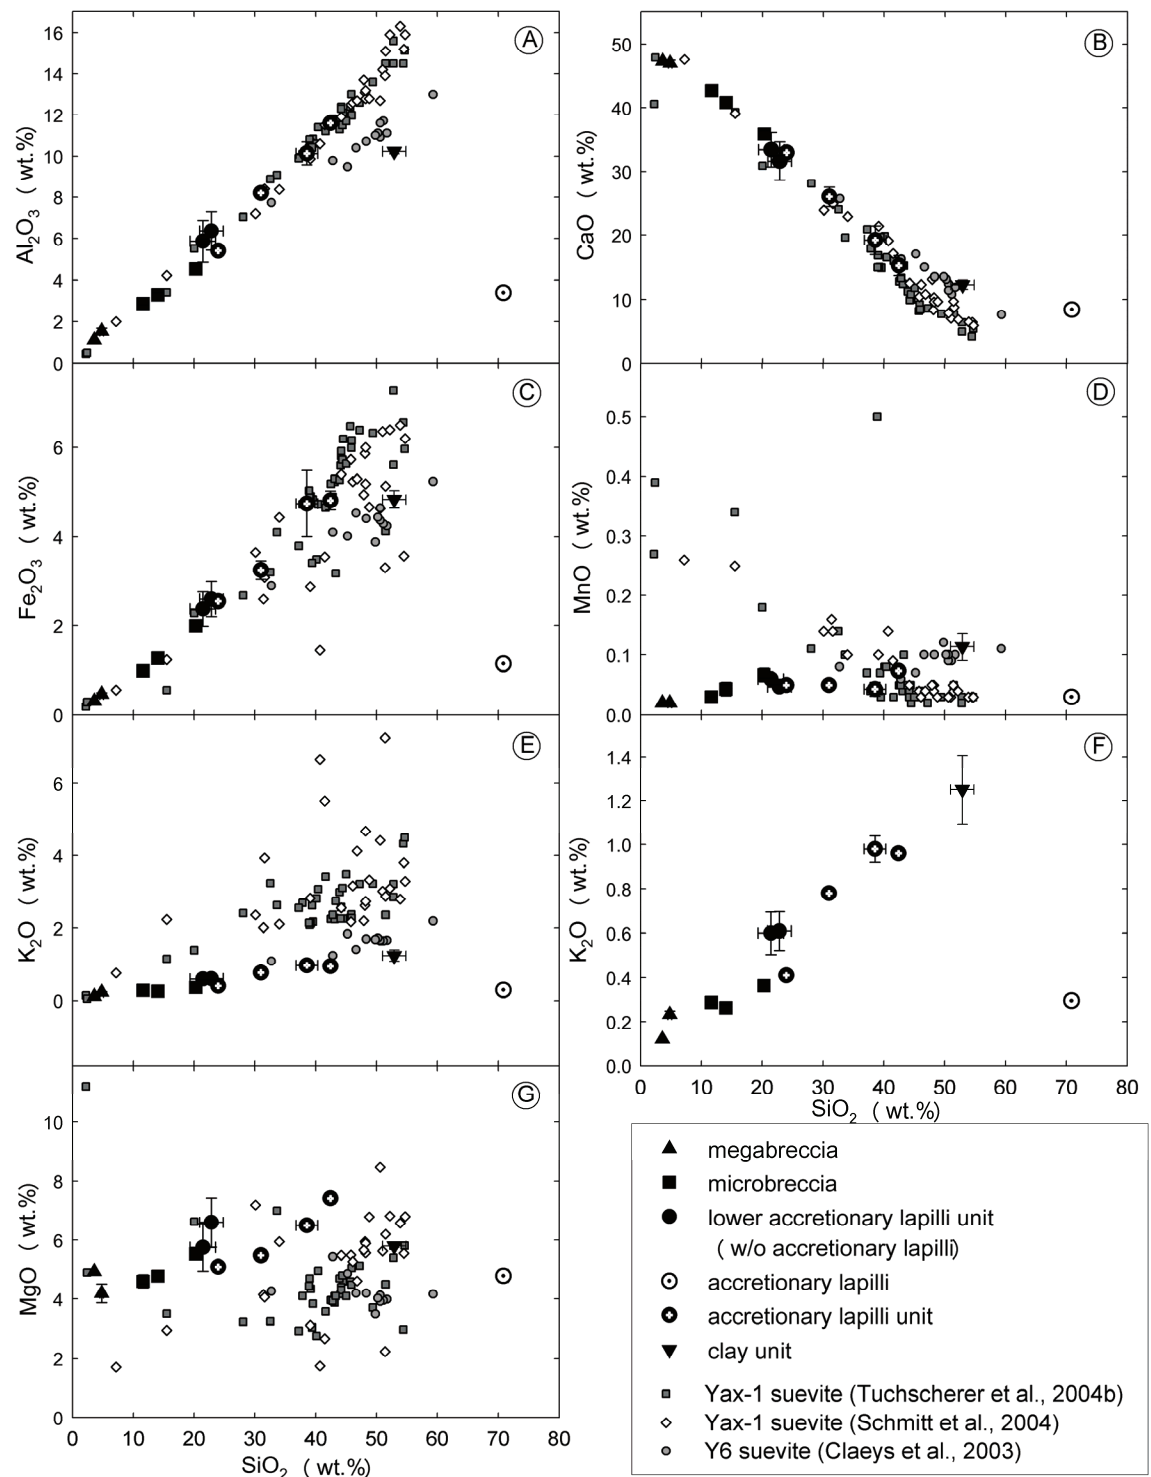 A
16
14
12
10
8
6
4
2
0
Al₂O₃ (wt.%)
B
50
40
30
20
10
0
CaO (wt.%)
C
6
4
2
0
Fe₂O₃ (wt.%)
D
0.5
0.4
0.3
0.2
0.1
0.0
MnO (wt.%)
E
6
4
2
0
K₂O (wt.%)
F
1.4
1.2
1.0
0.8
0.6
0.4
0.2
0.0
K₂O (wt.%)
0 10 20 30 40 50 60 70 80
SiO₂ (wt.%)
G
10
8
6
4
2
0
MgO (wt.%)
0 10 20 30 40 50 60 70 80
SiO₂ (wt.%)
megabreccia
microbreccia
lower accretionary lapilli unit
(w/o accretionary lapilli)
accretionary lapilli
accretionary lapilli unit
clay unit
Yax-1 suevite (Tuchscherer et al., 2004b)
Yax-1 suevite (Schmitt et al., 2004)
Y6 suevite (Claeys et al., 2003)